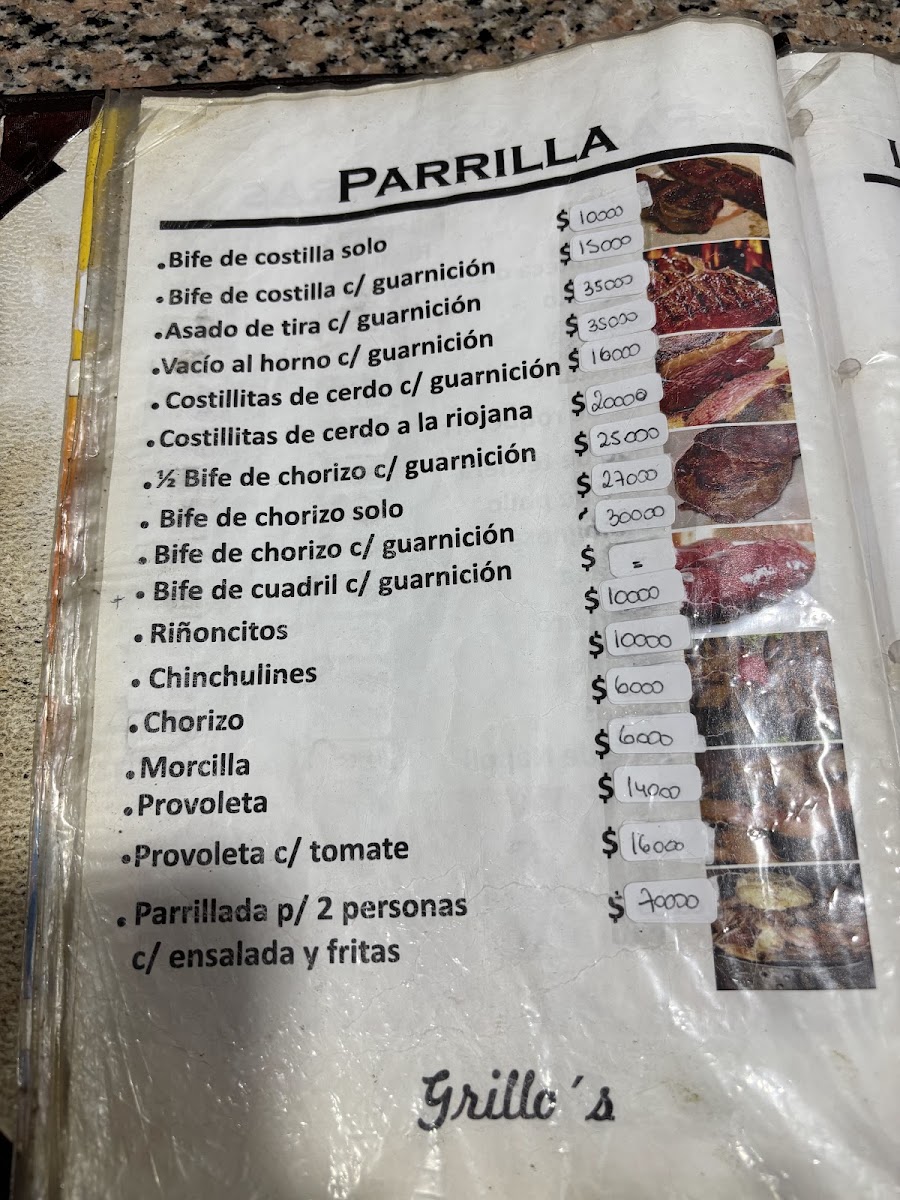 PARRILLA
. Bife de costilla solo $ 10000
. Bife de costilla c/ guarnición $ 15000
. Asado de tira c/ guarnición $ 35000
. Vacío al horno c/ guarnición $ 35000
. Costillitas de cerdo c/ guarnición $ 16000
. Costillitas de cerdo a la riojana $ 20000
. ½ Bife de chorizo c/ guarnición $ 25000
. Bife de chorizo solo $ 27000
. Bife de chorizo c/ guarnición 30000
. Bife de cuadril c/ guarnición $ =
. Riñoncitos $ 10000
. Chinchulines $ 10000
. Chorizo $ 6000
. Morcilla $ 6000
. Provoleta $ 14000
. Provoleta c/ tomate $ 16000
. Parrillada p/ 2 personas $ 70000
c/ ensalada y fritas
Grillo´s